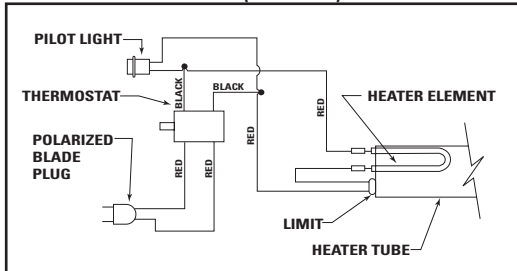 PILOT LIGHT
THERMOSTAT
BLACK
BLACK
POLARIZED
BLADE
PLUG
RED
RED
RED
RED
HEATER ELEMENT
LIMIT
HEATER TUBE